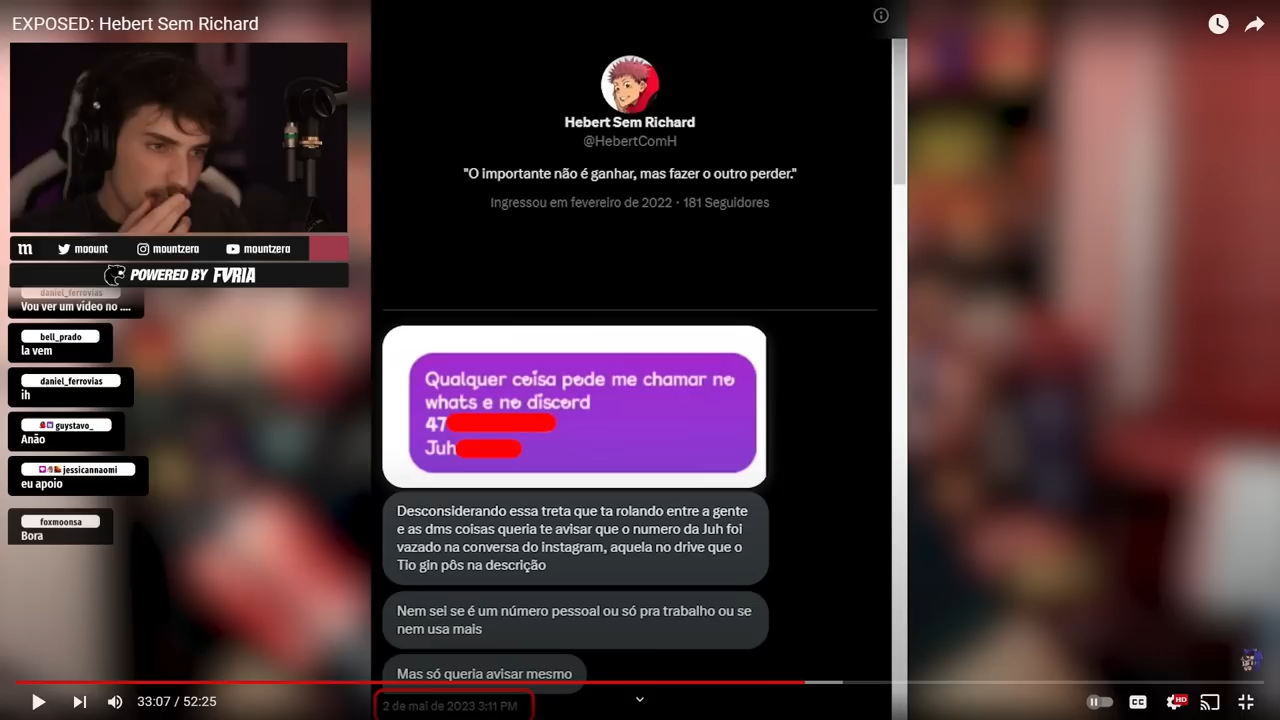 EXPOSED: Hebert Sem Richard
Hebert Sem Richard
@HebertComH
"O importante não é ganhar, mas fazer o outro perder."
Ingressou em fevereiro de 2022 · 181 Seguidores
m moount mountzera mountzera
POWERED BY FVRIA
daniel_ferrovias
Vou ver um vídeo no ....
bell_prado
la vem
daniel_ferrovias
ih
guystavo_
Anão
jessicannaomi
eu apoio
foxmoonsa
Bora
Qualquer coisa pode me chamar no
whats e no discord
47
Juh
Desconsiderando essa treta que ta rolando entre a gente
e as dms coisas queria te avisar que o numero da Juh foi
vazado na conversa do instagram, aquela no drive que o
Tio gin pôs na descrição
Nem sei se é um número pessoal ou só pra trabalho ou se
nem usa mais
Mas só queria avisar mesmo
2 de mai de 2023 3:11 PM
33:07 / 52:25
CC
HD